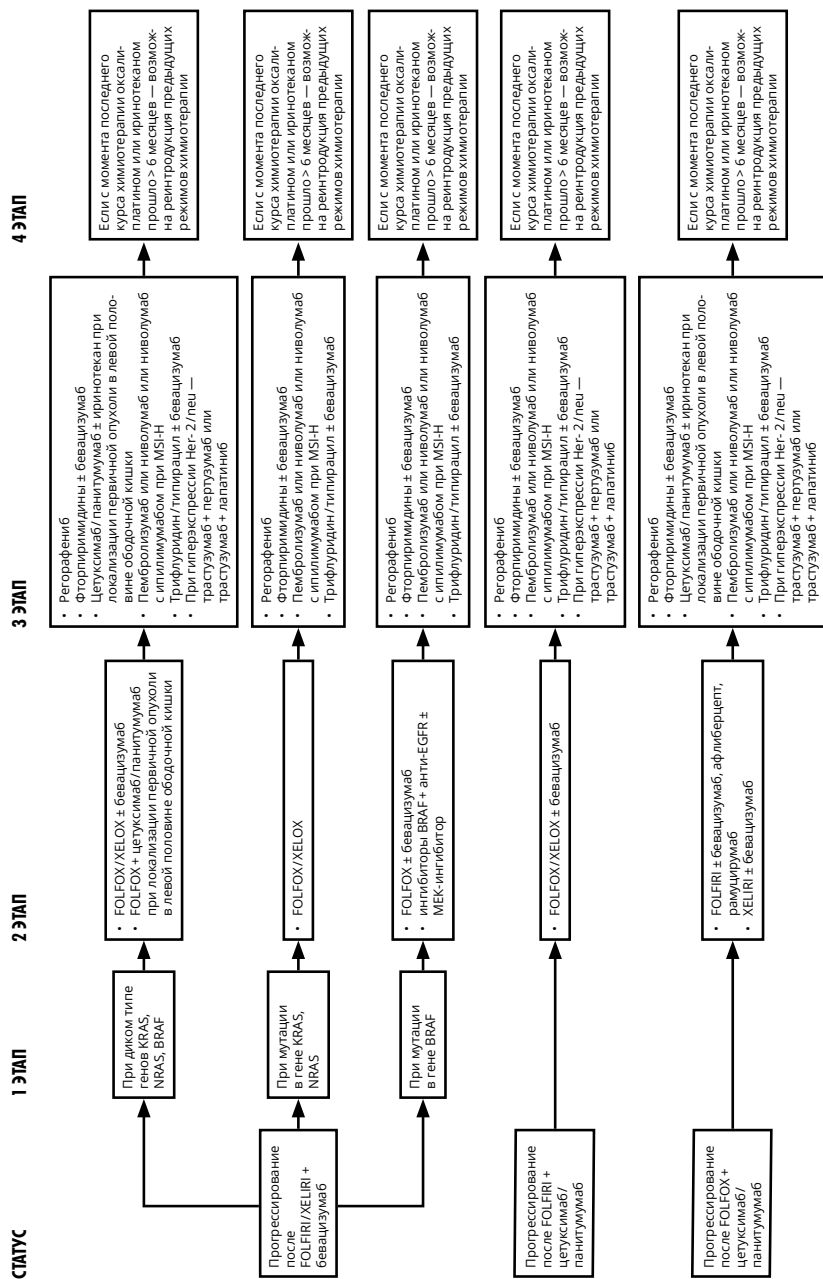 СТАТУС
1 ЭТАП
2 ЭТАП
3 ЭТАП
4 ЭТАП
Прогрессирование
после
FOLFIRI/XELIRI +
бевацизумаб
При диком типе
генов KRAS,
NRAS, BRAF
• FOLFOX/XELOX ± бевацизумаб
• FOLFOX + цетуксимаб/панитумумаб
при локализации первичной опухоли
в левой половине ободочной кишки
• Регорафениб
• Фторпиримидины ± бевацизумаб
• Цетуксимаб/панитумумаб ± иринотекан при
локализации первичной опухоли в левой поло-
вине ободочной кишки
• Пембролизумаб или ниволумаб или ниволумаб
с ипилимумабом при MSI-H
• Трифлуридин/типирацил ± бевацизумаб
• При гиперэкспрессии Her- 2/neu —
трастузумаб + пертузумаб или
трастузумаб + лапатиниб
Если с момента последнего
курса химиотерапии оксали-
платином или иринотеканом
прошло > 6 месяцев — возмож-
на реинтродукция предыдущих
режимов химиотерапии
При мутации
в гене KRAS,
NRAS
• FOLFOX/XELOX
• Регорафениб
• Фторпиримидины ± бевацизумаб
• Пембролизумаб или ниволумаб или ниволумаб
с ипилимумабом при MSI-H
• Трифлуридин/типирацил ± бевацизумаб
Если с момента последнего
курса химиотерапии оксали-
платином или иринотеканом
прошло > 6 месяцев — возмож-
на реинтродукция предыдущих
режимов химиотерапии
При мутации
в гене BRAF
• FOLFOX ± бевацизумаб
• ингибиторы BRAF + анти-EGFR ±
МЕК-ингибитор
• Регорафениб
• Фторпиримидины ± бевацизумаб
• Пембролизумаб или ниволумаб или ниволумаб
с ипилимумабом при MSI-H
• Трифлуридин/типирацил ± бевацизумаб
Если с момента последнего
курса химиотерапии оксали-
платином или иринотеканом
прошло > 6 месяцев — возмож-
на реинтродукция предыдущих
режимов химиотерапии
Прогрессирование
после FOLFIRI +
цетуксимаб/
панитумумаб
• FOLFOX/XELOX ± бевацизумаб
• Регорафениб
• Фторпиримидины ± бевацизумаб
• Пембролизумаб или ниволумаб или ниволумаб
с ипилимумабом при MSI-H
• Трифлуридин/типирацил ± бевацизумаб
• При гиперэкспрессии Her- 2/neu —
трастузумаб + пертузумаб или
трастузумаб + лапатиниб
Если с момента последнего
курса химиотерапии оксали-
платином или иринотеканом
прошло > 6 месяцев — возмож-
на реинтродукция предыдущих
режимов химиотерапии
Прогрессирование
после FOLFOX +
цетуксимаб/
панитумумаб
• FOLFIRI ± бевацизумаб, афлиберцепт,
рамуцирумаб
• XELIRI ± бевацизумаб
• Регорафениб
• Фторпиримидины ± бевацизумаб
• Цетуксимаб/панитумумаб ± иринотекан при
локализации первичной опухоли в левой поло-
вине ободочной кишки
• Пембролизумаб или ниволумаб или ниволумаб
с ипилимумабом при MSI-H
• Трифлуридин/типирацил ± бевацизумаб
• При гиперэкспрессии Her- 2/neu —
трастузумаб + пертузумаб или
трастузумаб + лапатиниб
Если с момента последнего
курса химиотерапии оксали-
платином или иринотеканом
прошло > 6 месяцев — возмож-
на реинтродукция предыдущих
режимов химиотерапии